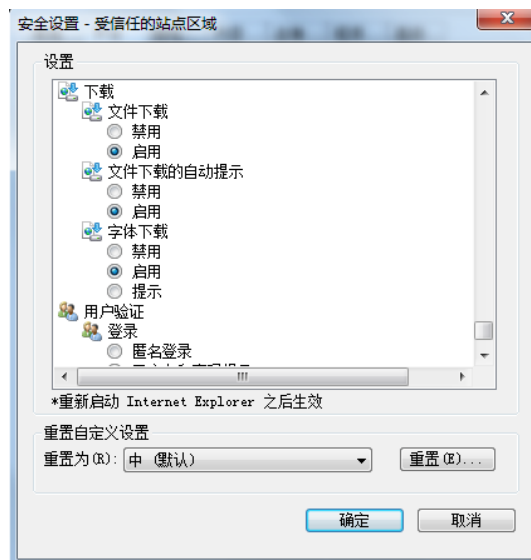 安全设置 - 受信任的站点区域
设置
下载
文件下载
禁用
启用
文件下载的自动提示
禁用
启用
字体下载
禁用
启用
提示
用户验证
登录
匿名登录
*重新启动 Internet Explorer 之后生效
重置自定义设置
重置为(R): 中 (默认) 重置(E)...
确定 取消